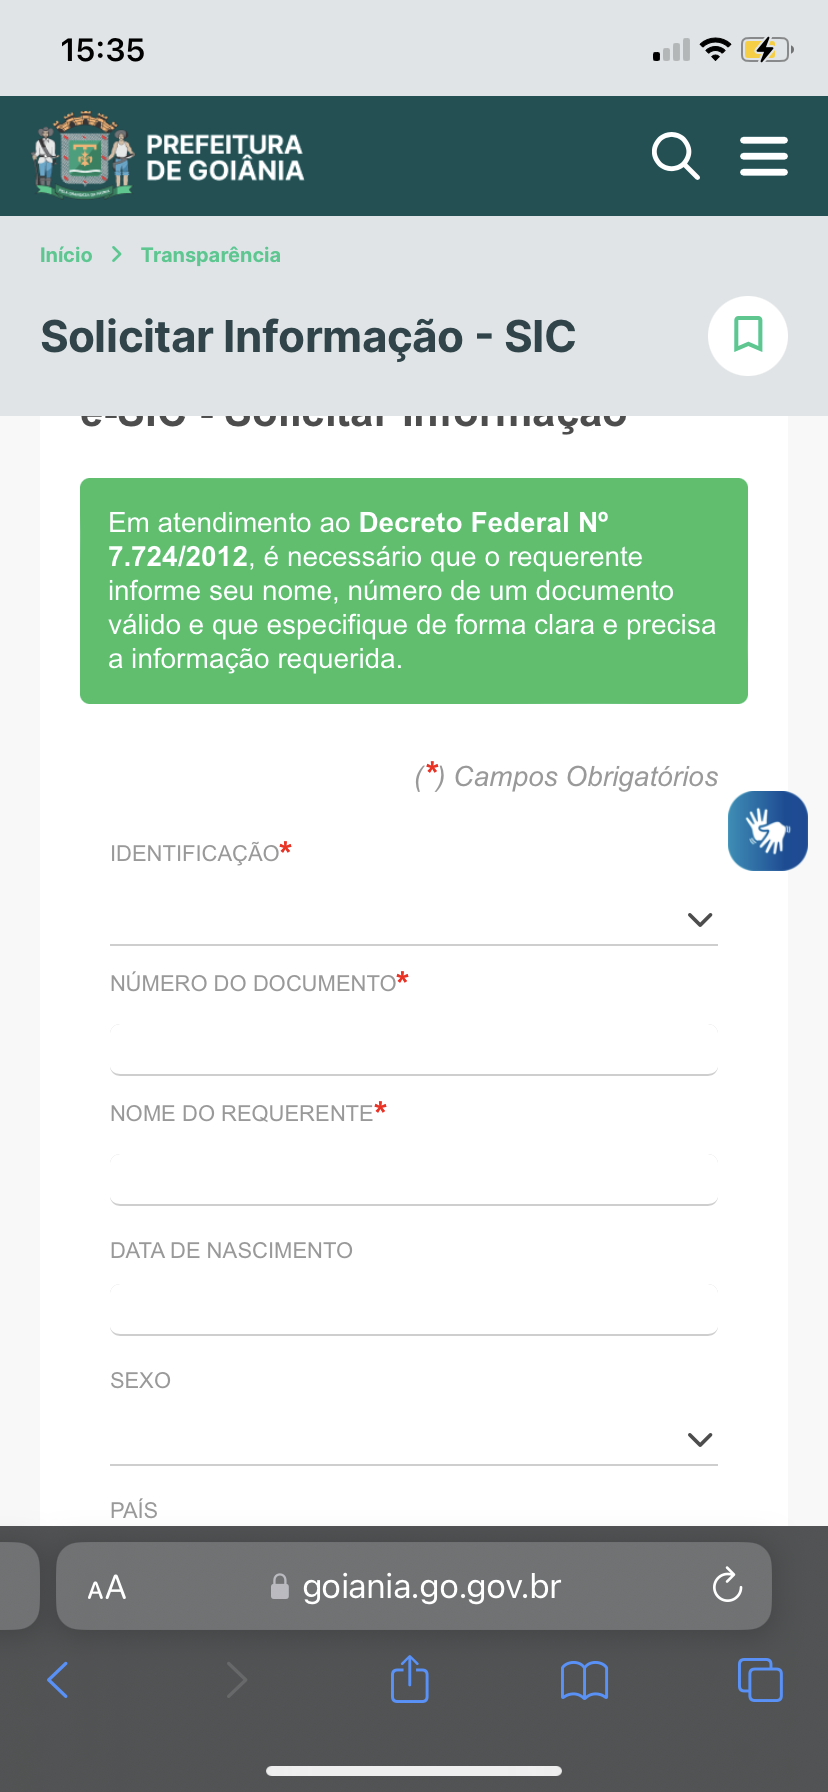 15:35
PREFEITURA
DE GOIÂNIA
Início > Transparência
Solicitar Informação - SIC
e-SIC - Solicitar Informação
Em atendimento ao Decreto Federal Nº
7.724/2012, é necessário que o requerente
informe seu nome, número de um documento
válido e que especifique de forma clara e precisa
a informação requerida.
(*) Campos Obrigatórios
IDENTIFICAÇÃO*
NÚMERO DO DOCUMENTO*
NOME DO REQUERENTE*
DATA DE NASCIMENTO
SEXO
PAÍS
AA goiania.go.gov.br